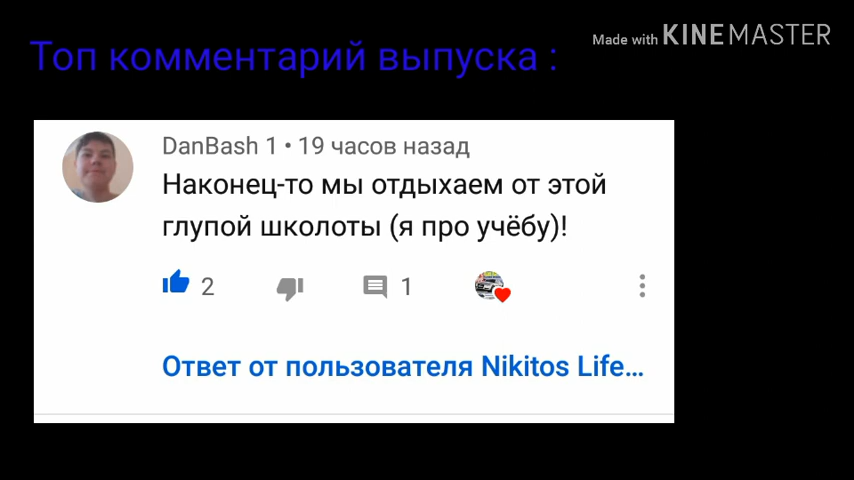 Топ комментарий выпуска :
Made with KINEMASTER
DanBash 1 • 19 часов назад
Наконец-то мы отдыхаем от этой
глупой школоты (я про учёбу)!
2
1
Ответ от пользователя Nikitos Life...